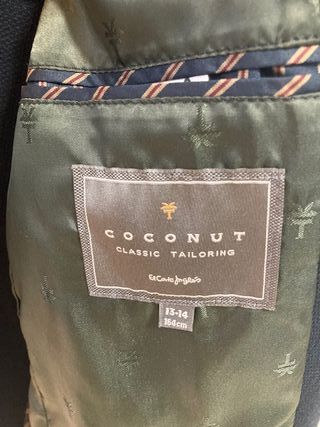 COCONUT
CLASSIC TAILORING
El Corte Inglés
13-14
164cm